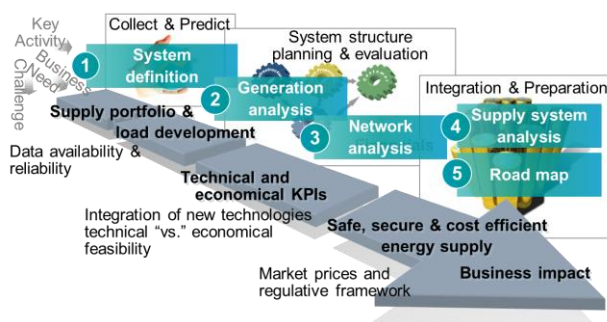 Key
Activity
Business
Need
Challenge
Collect & Predict
1
System
definition
System structure
planning & evaluation
2
Generation
analysis
3
Network
analysis
Integration & Preparation
4
Supply system
analysis
5
Road map
Supply portfolio &
load development
Data availability &
reliability
Technical and
economical KPIs
Integration of new technologies
technical “vs.” economical
feasibility
Safe, secure & cost efficient
energy supply
Market prices and
regulative framework
Business impact